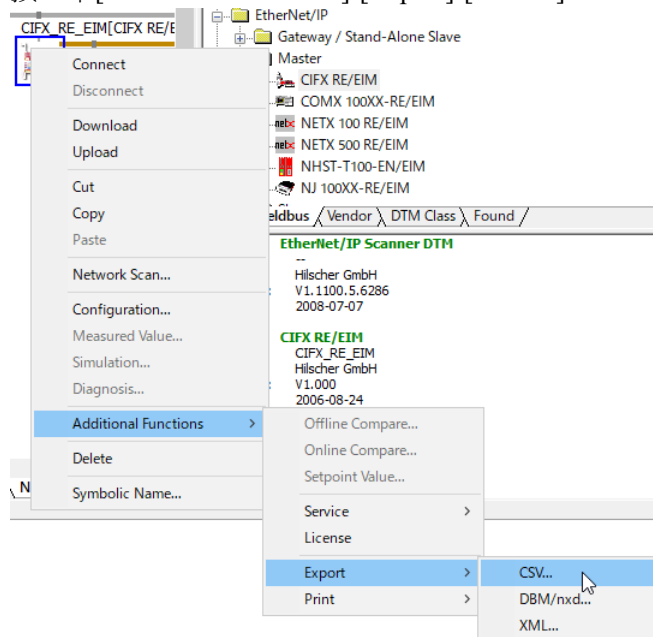 CIFX_RE_EIM[CIFX RE/E
EtherNet/IP
Gateway / Stand-Alone Slave
Master
CIFX RE/EIM
COMX 100XX-RE/EIM
NETX 100 RE/EIM
NETX 500 RE/EIM
NHST-T100-EN/EIM
NJ 100XX-RE/EIM
eldbus / Vendor \ DTM Class \ Found /
EtherNet/IP Scanner DTM
--
Hilscher GmbH
V1.1100.5.6286
2008-07-07
CIFX RE/EIM
CIFX_RE_EIM
Hilscher GmbH
V1.000
2006-08-24
Connect
Disconnect
Download
Upload
Cut
Copy
Paste
Network Scan...
Configuration...
Measured Value...
Simulation...
Diagnosis...
Additional Functions >
Delete
Symbolic Name...
N
Offline Compare...
Online Compare...
Setpoint Value...
Service >
License
Export >
Print >
CSV...
DBM/nxd...
XML...